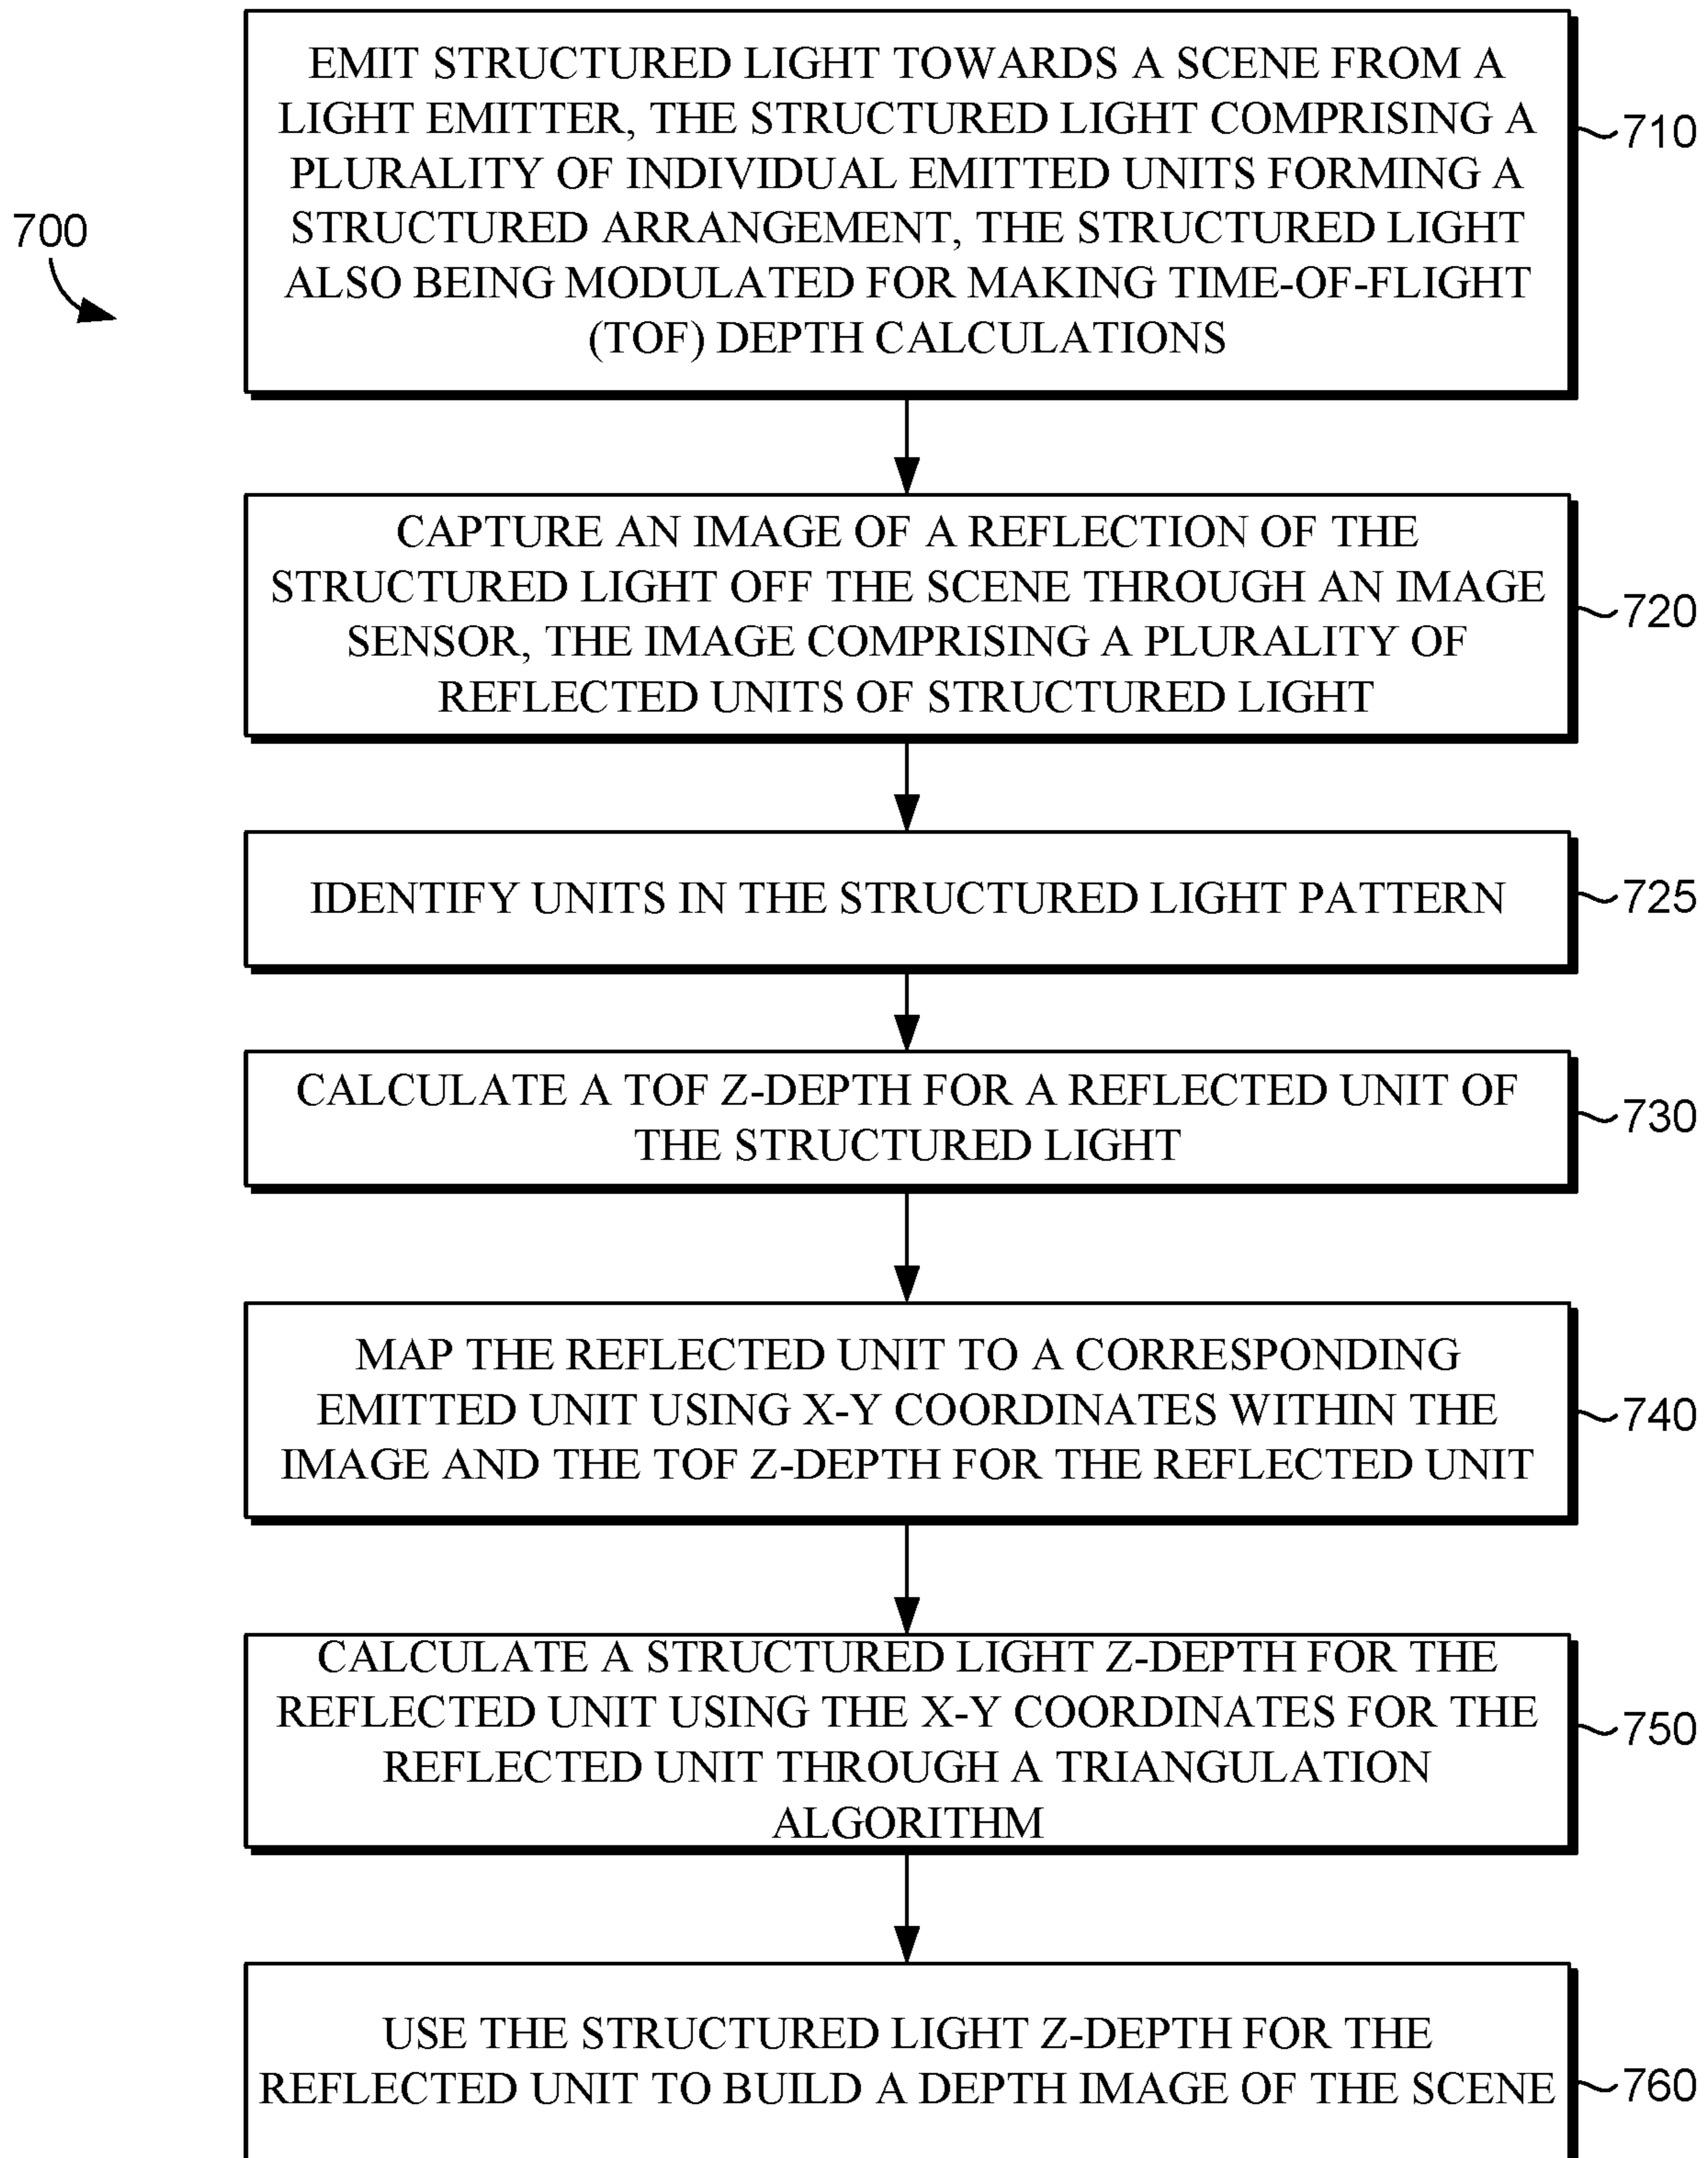 EMIT STRUCTURED LIGHT TOWARDS A SCENE FROM A
LIGHT EMITTER, THE STRUCTURED LIGHT COMPRISING A
PLURALITY OF INDIVIDUAL EMITTED UNITS FORMING A
STRUCTURED ARRANGEMENT, THE STRUCTURED LIGHT
ALSO BEING MODULATED FOR MAKING TIME-OF-FLIGHT
(TOF) DEPTH CALCULATIONS
710
700
CAPTURE AN IMAGE OF A REFLECTION OF THE
STRUCTURED LIGHT OFF THE SCENE THROUGH AN IMAGE
SENSOR, THE IMAGE COMPRISING A PLURALITY OF
REFLECTED UNITS OF STRUCTURED LIGHT
720
IDENTIFY UNITS IN THE STRUCTURED LIGHT PATTERN
725
CALCULATE A TOF Z-DEPTH FOR A REFLECTED UNIT OF
THE STRUCTURED LIGHT
730
MAP THE REFLECTED UNIT TO A CORRESPONDING
EMITTED UNIT USING X-Y COORDINATES WITHIN THE
IMAGE AND THE TOF Z-DEPTH FOR THE REFLECTED UNIT
740
CALCULATE A STRUCTURED LIGHT Z-DEPTH FOR THE
REFLECTED UNIT USING THE X-Y COORDINATES FOR THE
REFLECTED UNIT THROUGH A TRIANGULATION
ALGORITHM
750
USE THE STRUCTURED LIGHT Z-DEPTH FOR THE
REFLECTED UNIT TO BUILD A DEPTH IMAGE OF THE SCENE
760